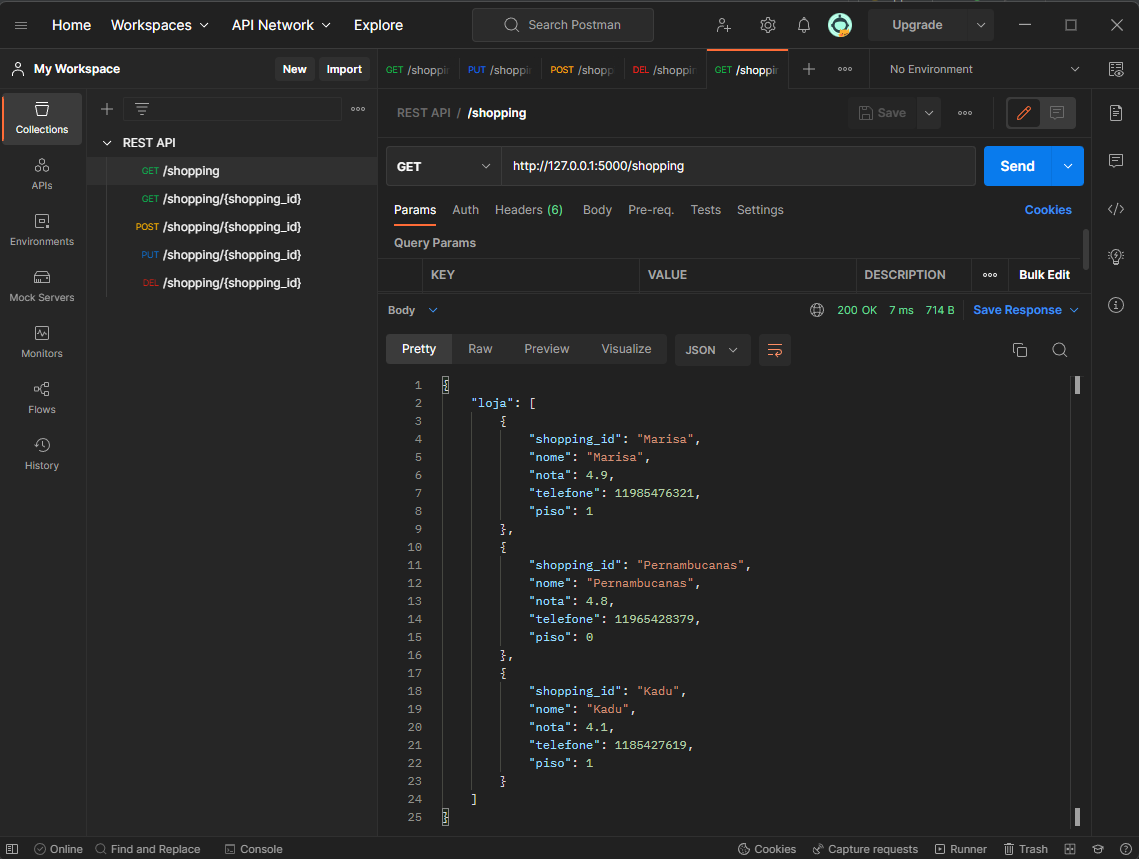 Home Workspaces API Network Explore Search Postman Upgrade
My Workspace New Import GET /shoppin PUT /shoppin POST /shopp DEL /shoppin GET /shoppin No Environment
REST API / /shopping Save
Collections
REST API
GET /shopping
GET /shopping/{shopping_id}
POST /shopping/{shopping_id}
PUT /shopping/{shopping_id}
DEL /shopping/{shopping_id}
APIs
Environments
Mock Servers
Monitors
Flows
History
GET http://127.0.0.1:5000/shopping Send
Params Auth Headers (6) Body Pre-req. Tests Settings Cookies
Query Params
KEY VALUE DESCRIPTION Bulk Edit
Body 200 OK 7 ms 714 B Save Response
Pretty Raw Preview Visualize JSON
1 {
2 "loja": [
3 {
4 "shopping_id": "Marisa",
5 "nome": "Marisa",
6 "nota": 4.9,
7 "telefone": 11985476321,
8 "piso": 1
9 },
10 {
11 "shopping_id": "Pernambucanas",
12 "nome": "Pernambucanas",
13 "nota": 4.8,
14 "telefone": 11965428379,
15 "piso": 0
16 },
17 {
18 "shopping_id": "Kadu",
19 "nome": "Kadu",
20 "nota": 4.1,
21 "telefone": 1185427619,
22 "piso": 1
23 }
24 ]
25 }
Online Find and Replace Console Cookies Capture requests Runner Trash